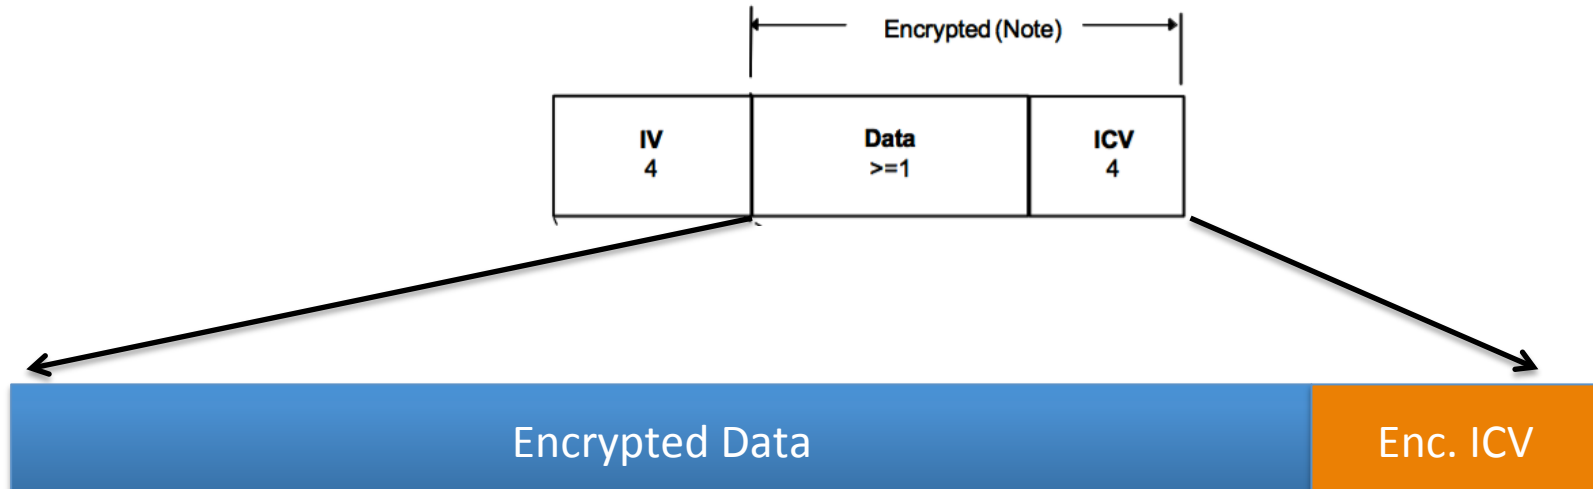 Encrypted (Note)
IV
4
Data
>=1
ICV
4
Encrypted Data
Enc. ICV